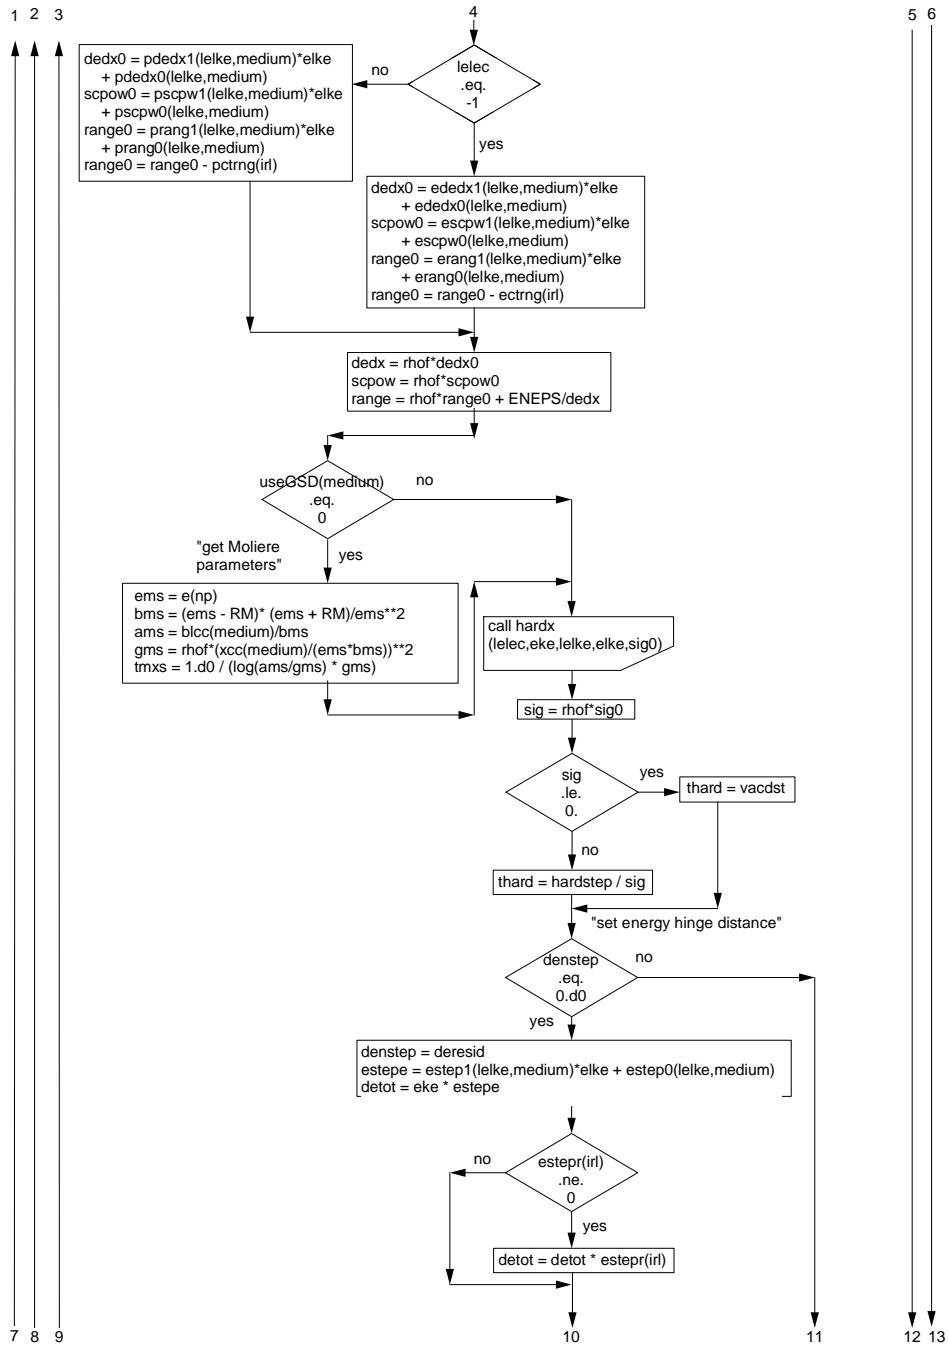 1 2 3 4 5 6
lelec
.eq.
-1
no
yes
dedx0 = pdedx1(lelke,medium)*elke
+ pdedx0(lelke,medium)
scpow0 = pscpw1(lelke,medium)*elke
+ pscpw0(lelke,medium)
range0 = prang1(lelke,medium)*elke
+ prang0(lelke,medium)
range0 = range0 - pctrng(irl)
dedx0 = ededx1(lelke,medium)*elke
+ ededx0(lelke,medium)
scpow0 = escpw1(lelke,medium)*elke
+ escpw0(lelke,medium)
range0 = erang1(lelke,medium)*elke
+ erang0(lelke,medium)
range0 = range0 - ectrng(irl)
dedx = rhof*dedx0
scpow = rhof*scpow0
range = rhof*range0 + ENEPS/dedx
useGSD(medium)
.eq.
0
no
yes
"get Moliere
parameters"
ems = e(np)
bms = (ems - RM)* (ems + RM)/ems**2
ams = blcc(medium)/bms
gms = rhof*(xcc(medium)/(ems*bms))**2
tmxs = 1.d0 / (log(ams/gms) * gms)
call hardx
(lelec,eke,lelke,elke,sig0)
sig = rhof*sig0
sig
.le.
0.
yes
thard = vacdst
no
thard = hardstep / sig
"set energy hinge distance"
denstep
.eq.
0.d0
no
yes
denstep = deresid
estepe = estep1(lelke,medium)*elke + estep0(lelke,medium)
detot = eke * estepe
estepr(irl)
.ne.
0
no
yes
detot = detot * estepr(irl)
7 8 9 10 11 12 13